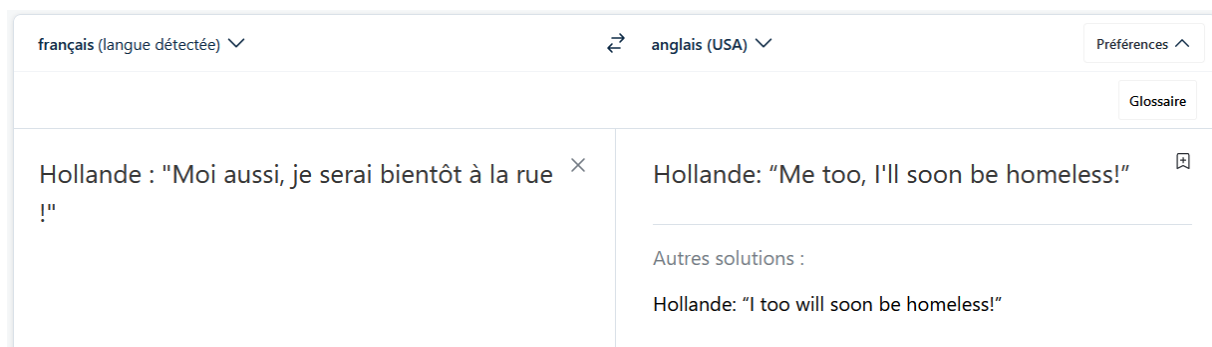 français (langue détectée)
anglais (USA)
Préférences
Glossaire
Hollande : "Moi aussi, je serai bientôt à la rue
!"
Hollande: “Me too, I'll soon be homeless!”
Autres solutions :
Hollande: “I too will soon be homeless!”